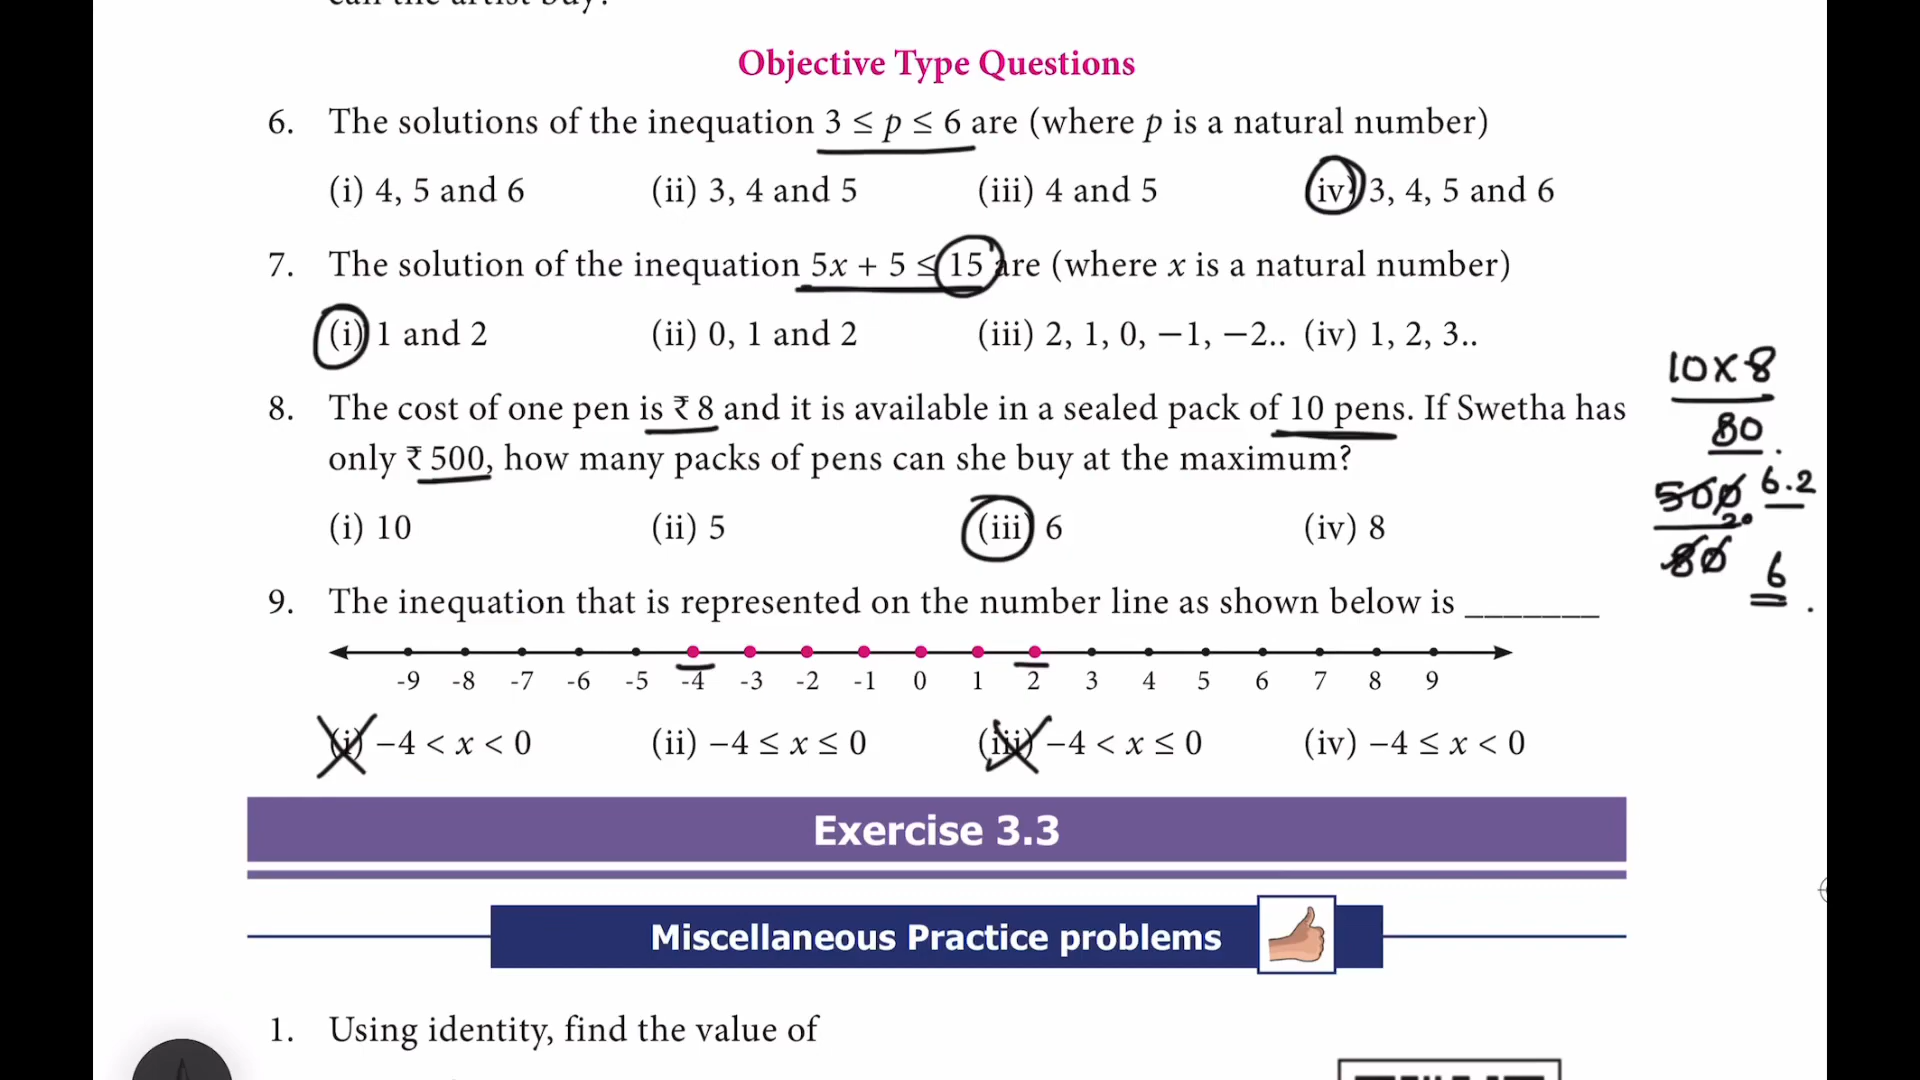 Objective Type Questions
6. The solutions of the inequation 3 ≤ p ≤ 6 are (where p is a natural number)
(i) 4, 5 and 6 (ii) 3, 4 and 5 (iii) 4 and 5 (iv) 3, 4, 5 and 6
7. The solution of the inequation 5x + 5 ≤ 15 are (where x is a natural number)
(i) 1 and 2 (ii) 0, 1 and 2 (iii) 2, 1, 0, −1, −2.. (iv) 1, 2, 3..
10 x 8
8. The cost of one pen is ₹ 8 and it is available in a sealed pack of 10 pens. If Swetha has
80
only ₹ 500, how many packs of pens can she buy at the maximum?
500 6.2
20
(i) 10 (ii) 5 (iii) 6 (iv) 8
80
6
9. The inequation that is represented on the number line as shown below is _______
-9 -8 -7 -6 -5 -4 -3 -2 -1 0 1 2 3 4 5 6 7 8 9
(i) −4 < x < 0 (ii) −4 ≤ x ≤ 0 (iii) −4 < x ≤ 0 (iv) −4 ≤ x < 0
Exercise 3.3
Miscellaneous Practice problems
1. Using identity, find the value of